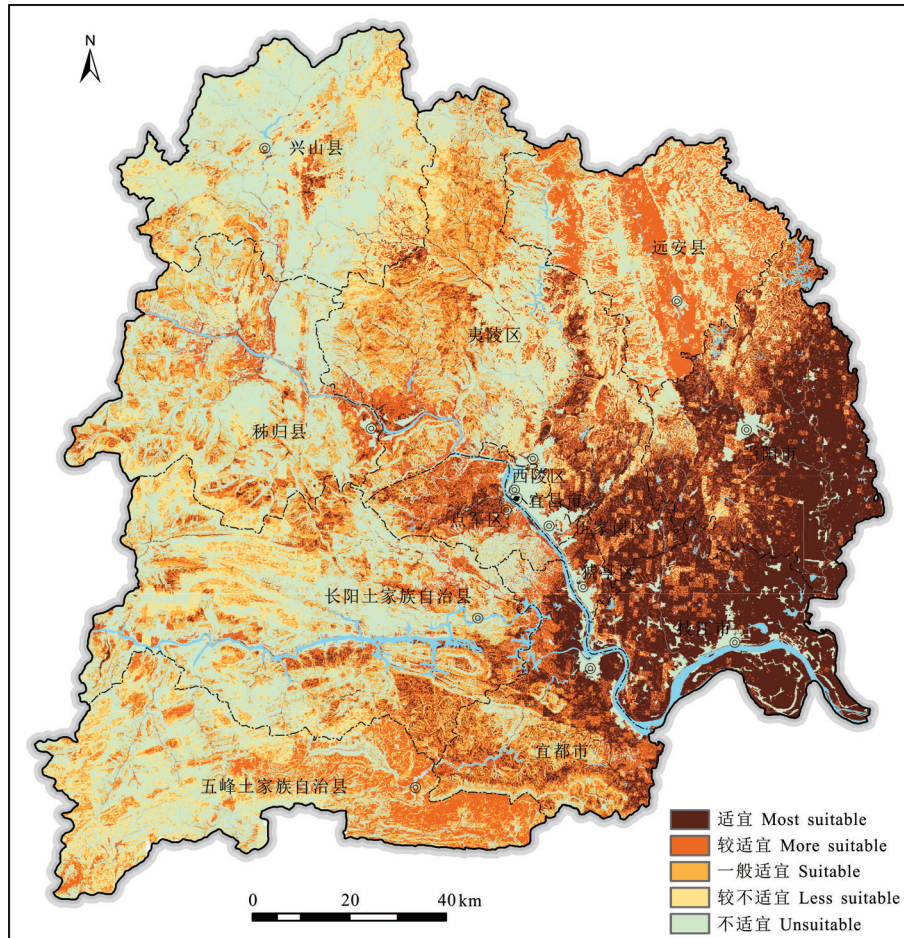 N
兴山县
远安县
夷陵区
秭归县
当阳市
西陵区
宜昌市
点军区
伍家岗区
猇亭区
长阳土家族自治县
枝江市
宜都市
五峰土家族自治县
适宜 Most suitable
较适宜 More suitable
一般适宜 Suitable
较不适宜 Less suitable
不适宜 Unsuitable
0 20 40 km